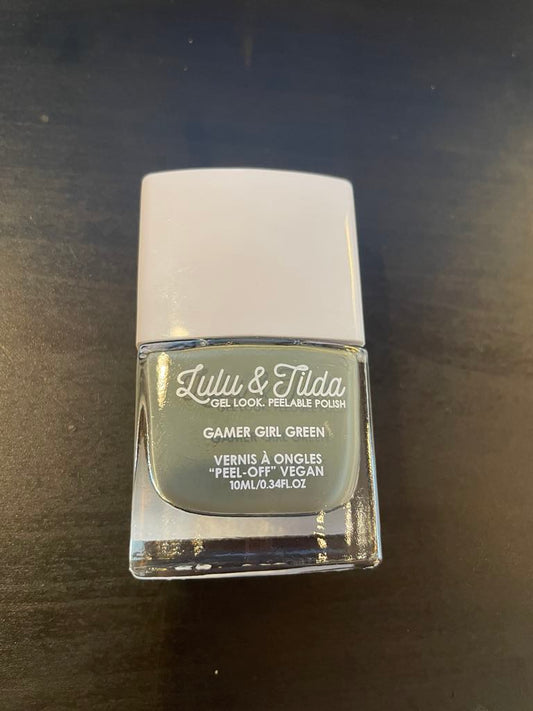 Lulu & Tilda
GEL LOOK. PEELABLE POLISH
GAMER GIRL GREEN
VERNIS À ONGLES
“PEEL-OFF” VEGAN
10ML/0.34FL.OZ